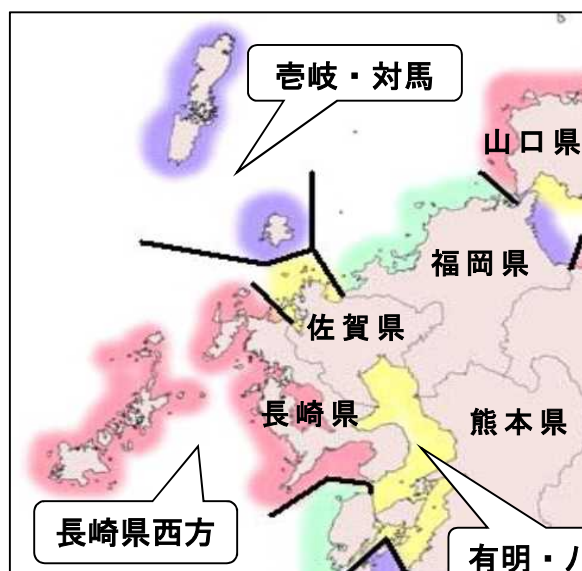 壱岐・対馬
山口県
福岡県
佐賀県
長崎県
熊本県
長崎県西方
有明・八